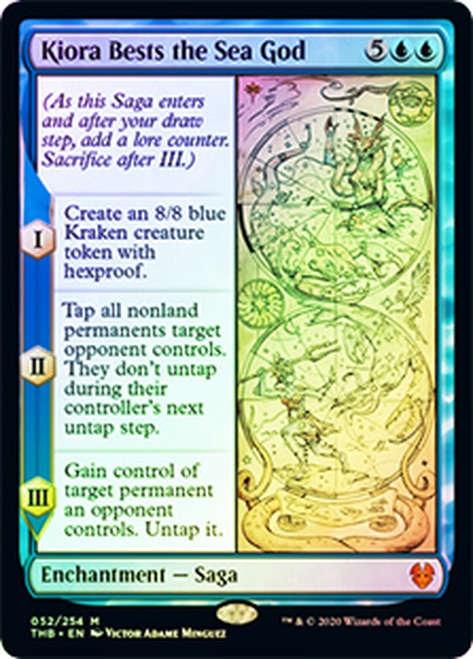 Kiora Bests the Sea God 5
(As this Saga enters
and after your draw
step, add a lore counter.
Sacrifice after III.)
I
Create an 8/8 blue
Kraken creature
token with
hexproof.
II
Tap all nonland
permanents target
opponent controls.
They don't untap
during their
controller's next
untap step.
III
Gain control of
target permanent
an opponent
controls. Untap it.
Enchantment — Saga
052/254 M
THB • EN Victor Adame Minguez
™ & © 2020 Wizards of the Coast